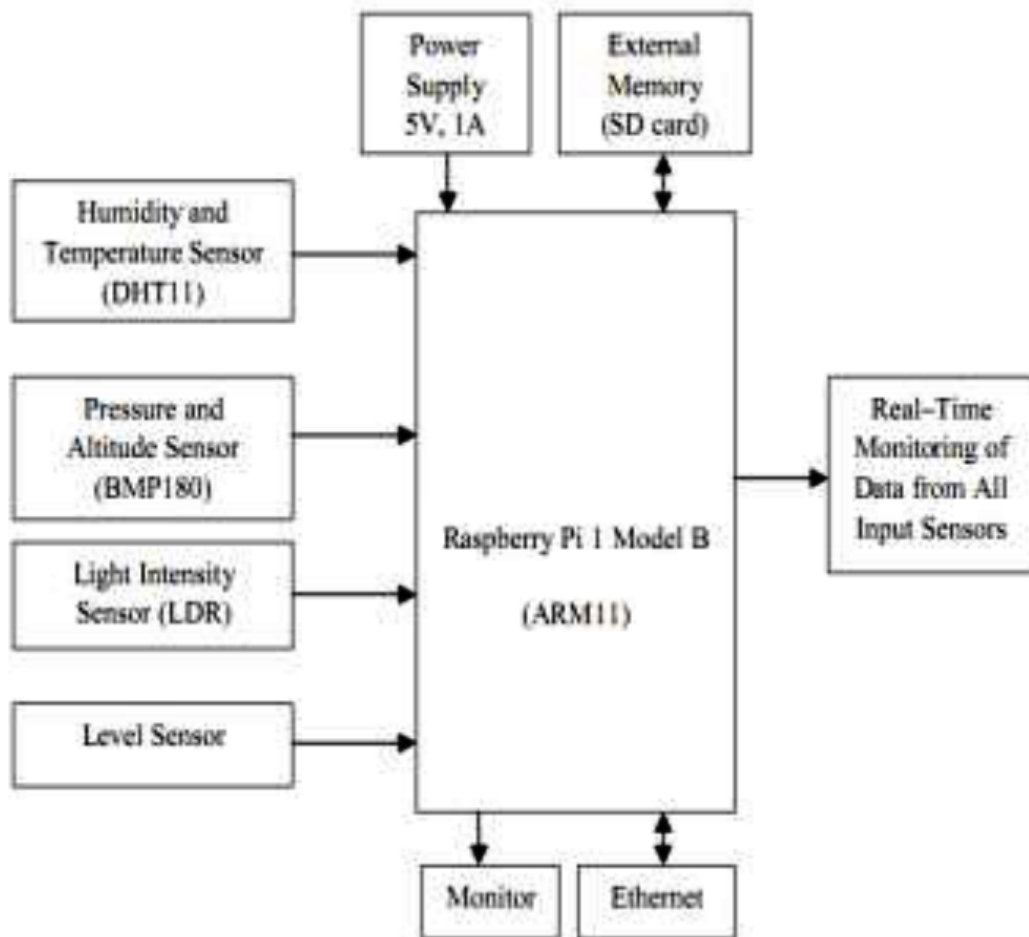 Power
Supply
5V, 1A
External
Memory
(SD card)
Humidity and
Temperature Sensor
(DHT11)
Pressure and
Altitude Sensor
(BMP180)
Light Intensity
Sensor (LDR)
Level Sensor
Raspberry Pi 1 Model B
(ARM11)
Real–Time
Monitoring of
Data from All
Input Sensors
Monitor
Ethernet